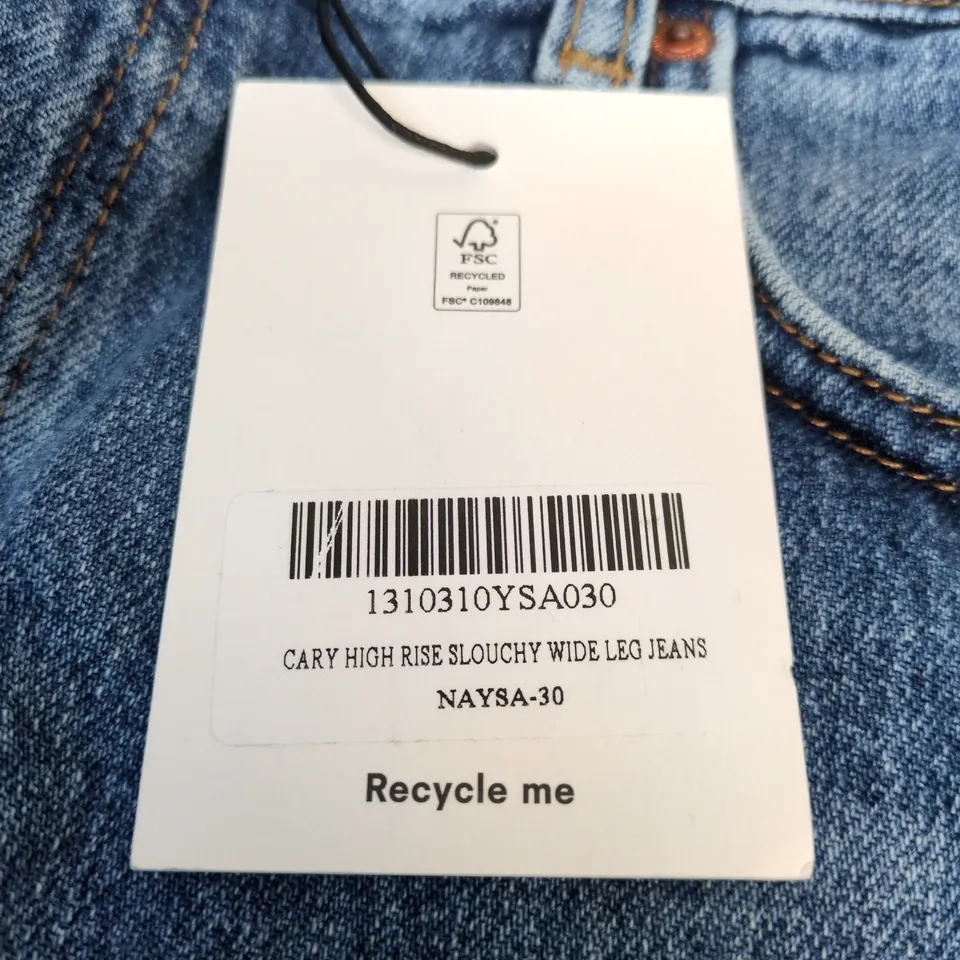 FSC®
RECYCLED
Paper
FSC® C109848
1310310YSA030
CARY HIGH RISE SLOUCHY WIDE LEG JEANS
NAYSA-30
Recycle me